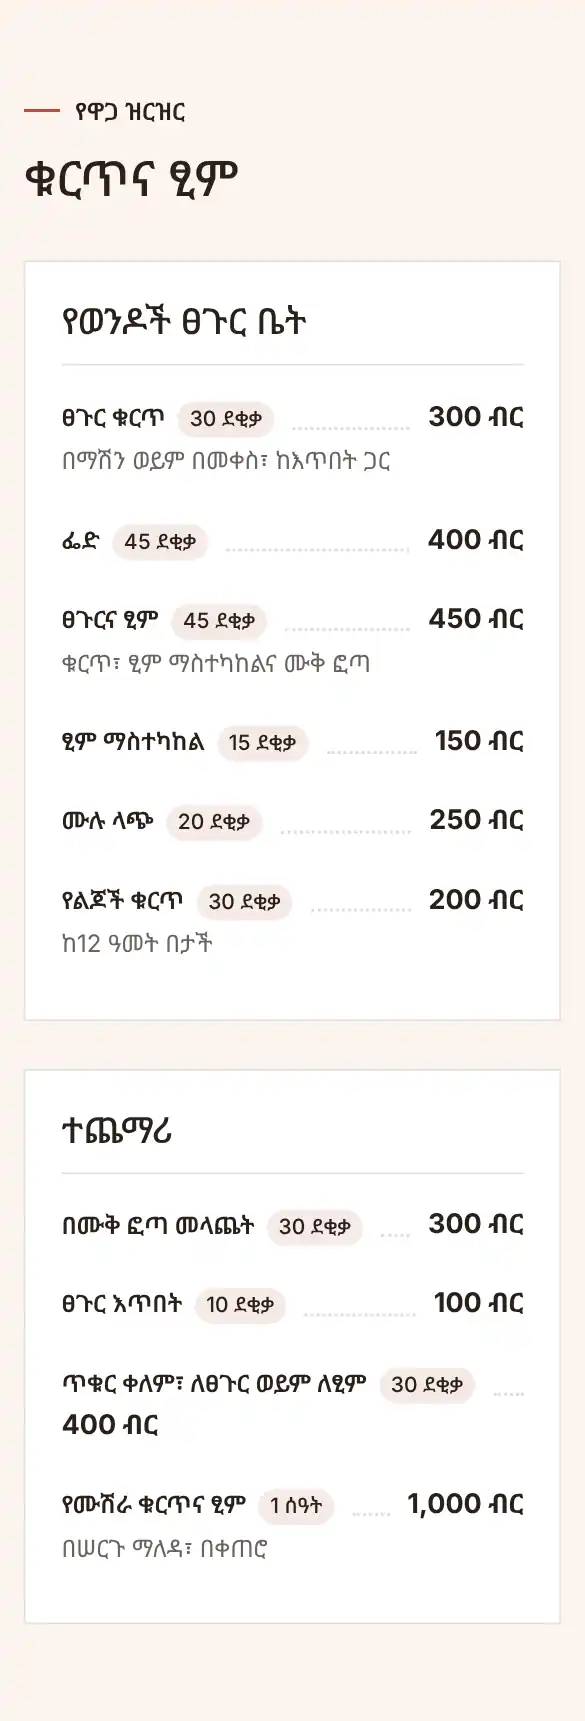 የዋጋ ዝርዝር
ቁርጥና ፂም
የወንዶች ፀጉር ቤት
ፀጉር ቁርጥ 30 ደቂቃ 300 ብር
በማሽን ወይም በመቀስ፣ ከእጥበት ጋር
ፌድ 45 ደቂቃ 400 ብር
ፀጉርና ፂም 45 ደቂቃ 450 ብር
ቁርጥ፣ ፂም ማስተካከልና ሙቅ ፎጣ
ፂም ማስተካከል 15 ደቂቃ 150 ብር
ሙሉ ላጭ 20 ደቂቃ 250 ብር
የልጆች ቁርጥ 30 ደቂቃ 200 ብር
ከ12 ዓመት በታች
ተጨማሪ
በሙቅ ፎጣ መላጨት 30 ደቂቃ 300 ብር
ፀጉር እጥበት 10 ደቂቃ 100 ብር
ጥቁር ቀለም፣ ለፀጉር ወይም ለፂም 30 ደቂቃ
400 ብር
የሙሽራ ቁርጥና ፂም 1 ሰዓት 1,000 ብር
በሠርጉ ማለዳ፣ በቀጠሮ